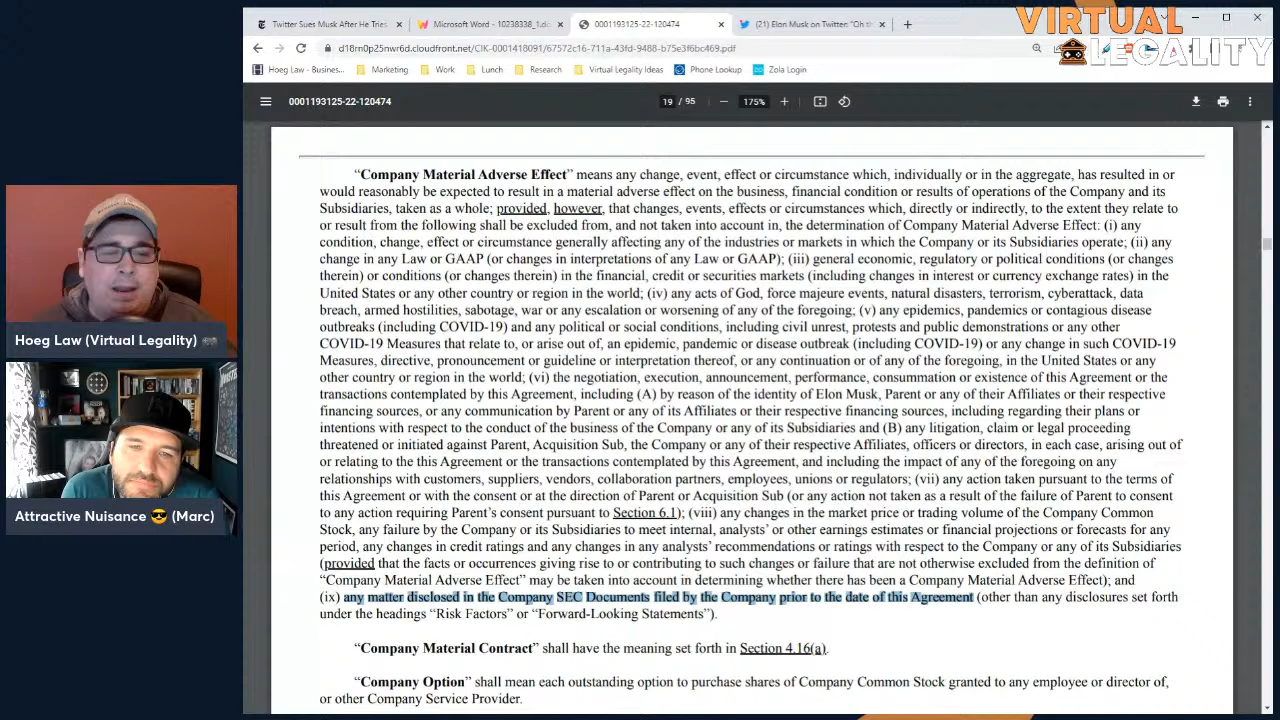 VIRTUAL
LEGALITY
Twitter Sues Musk After He Tries
Microsoft Word - 10238338_1.do
0001193125-22-120474
(21) Elon Musk on Twitter: "Oh th
d18rn0p25nwr6d.cloudfront.net/CIK-0001418091/67572c16-711a-43fd-9488-b75e3f6bc469.pdf
Hoeg Law - Busines...
Marketing
Work
Lunch
Research
Virtual Legality Ideas
Phone Lookup
Zola Login
0001193125-22-120474
19 / 95
175%
“Company Material Adverse Effect” means any change, event, effect or circumstance which, individually or in the aggregate, has resulted in or
would reasonably be expected to result in a material adverse effect on the business, financial condition or results of operations of the Company and its
Subsidiaries, taken as a whole; provided, however, that changes, events, effects or circumstances which, directly or indirectly, to the extent they relate to
or result from the following shall be excluded from, and not taken into account in, the determination of Company Material Adverse Effect: (i) any
condition, change, effect or circumstance generally affecting any of the industries or markets in which the Company or its Subsidiaries operate; (ii) any
change in any Law or GAAP (or changes in interpretations of any Law or GAAP); (iii) general economic, regulatory or political conditions (or changes
therein) or conditions (or changes therein) in the financial, credit or securities markets (including changes in interest or currency exchange rates) in the
United States or any other country or region in the world; (iv) any acts of God, force majeure events, natural disasters, terrorism, cyberattack, data
breach, armed hostilities, sabotage, war or any escalation or worsening of any of the foregoing; (v) any epidemics, pandemics or contagious disease
outbreaks (including COVID-19) and any political or social conditions, including civil unrest, protests and public demonstrations or any other
COVID-19 Measures that relate to, or arise out of, an epidemic, pandemic or disease outbreak (including COVID-19) or any change in such COVID-19
Measures, directive, pronouncement or guideline or interpretation thereof, or any continuation or of any of the foregoing, in the United States or any
other country or region in the world; (vi) the negotiation, execution, announcement, performance, consummation or existence of this Agreement or the
transactions contemplated by this Agreement, including (A) by reason of the identity of Elon Musk, Parent or any of their Affiliates or their respective
financing sources, or any communication by Parent or any of its Affiliates or their respective financing sources, including regarding their plans or
intentions with respect to the conduct of the business of the Company or any of its Subsidiaries and (B) any litigation, claim or legal proceeding
threatened or initiated against Parent, Acquisition Sub, the Company or any of their respective Affiliates, officers or directors, in each case, arising out of
or relating to the this Agreement or the transactions contemplated by this Agreement, and including the impact of any of the foregoing on any
relationships with customers, suppliers, vendors, collaboration partners, employees, unions or regulators; (vii) any action taken pursuant to the terms of
this Agreement or with the consent or at the direction of Parent or Acquisition Sub (or any action not taken as a result of the failure of Parent to consent
to any action requiring Parent’s consent pursuant to Section 6.1); (viii) any changes in the market price or trading volume of the Company Common
Stock, any failure by the Company or its Subsidiaries to meet internal, analysts’ or other earnings estimates or financial projections or forecasts for any
period, any changes in credit ratings and any changes in any analysts’ recommendations or ratings with respect to the Company or any of its Subsidiaries
(provided that the facts or occurrences giving rise to or contributing to such changes or failure that are not otherwise excluded from the definition of
“Company Material Adverse Effect” may be taken into account in determining whether there has been a Company Material Adverse Effect); and
(ix) any matter disclosed in the Company SEC Documents filed by the Company prior to the date of this Agreement (other than any disclosures set forth
under the headings “Risk Factors” or “Forward-Looking Statements”).
“Company Material Contract” shall have the meaning set forth in Section 4.16(a).
“Company Option” shall mean each outstanding option to purchase shares of Company Common Stock granted to any employee or director of,
or other Company Service Provider.
Hoeg Law (Virtual Legality)
Attractive Nuisance 😎 (Marc)